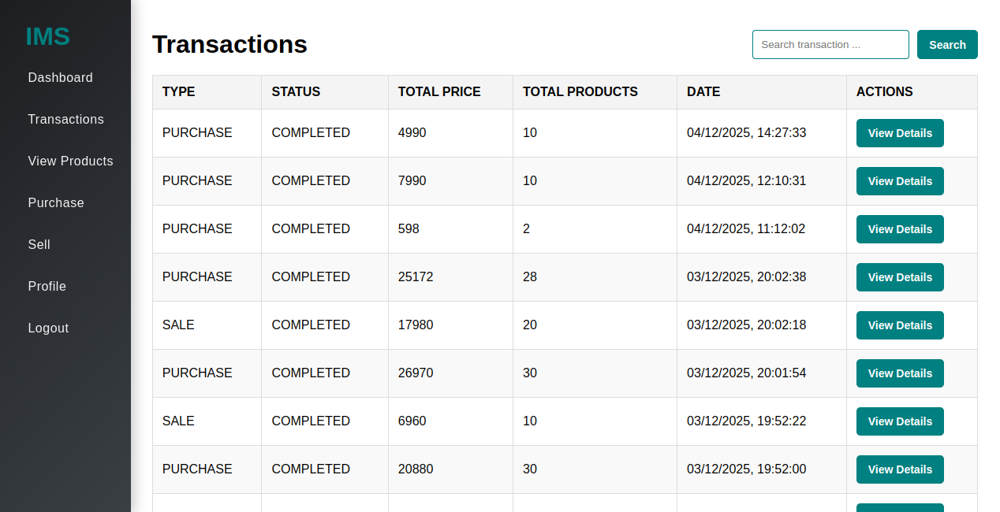 IMS
Dashboard
Transactions
View Products
Purchase
Sell
Profile
Logout
Transactions
Search transaction ...
Search
TYPE STATUS TOTAL PRICE TOTAL PRODUCTS DATE ACTIONS
PURCHASE COMPLETED 4990 10 04/12/2025, 14:27:33 View Details
PURCHASE COMPLETED 7990 10 04/12/2025, 12:10:31 View Details
PURCHASE COMPLETED 598 2 04/12/2025, 11:12:02 View Details
PURCHASE COMPLETED 25172 28 03/12/2025, 20:02:38 View Details
SALE COMPLETED 17980 20 03/12/2025, 20:02:18 View Details
PURCHASE COMPLETED 26970 30 03/12/2025, 20:01:54 View Details
SALE COMPLETED 6960 10 03/12/2025, 19:52:22 View Details
PURCHASE COMPLETED 20880 30 03/12/2025, 19:52:00 View Details